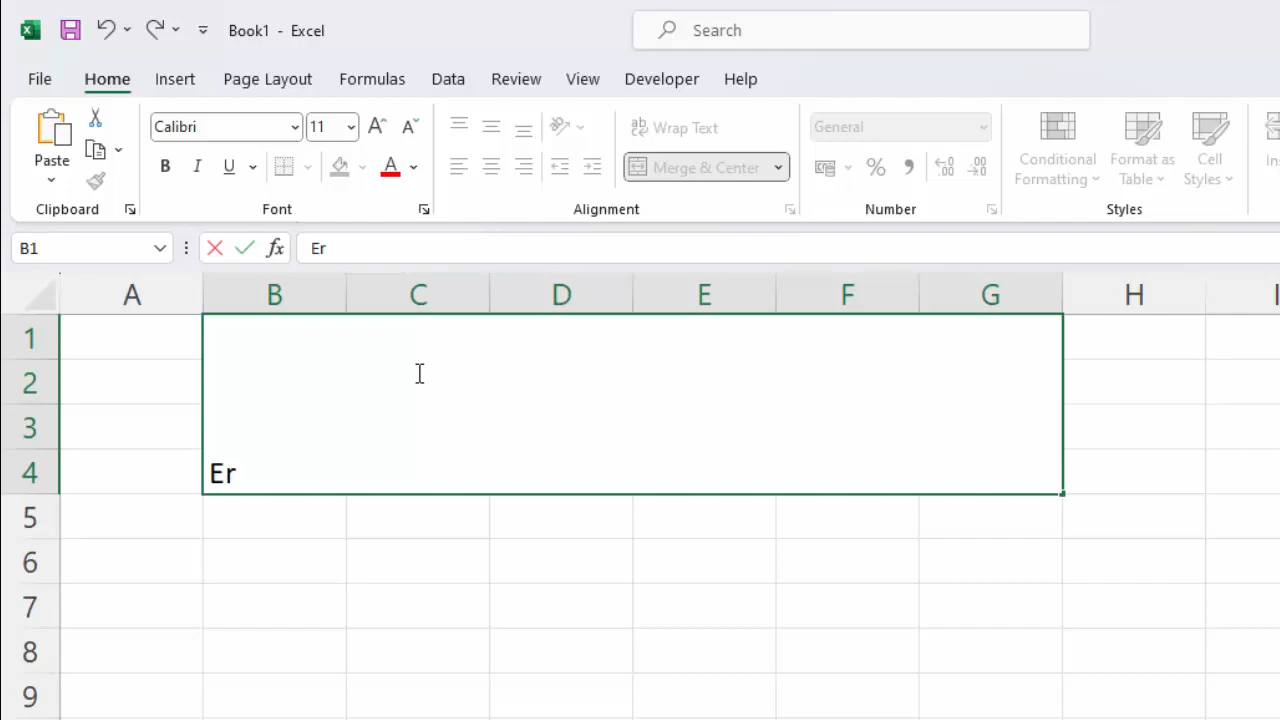 Book1 - Excel
Search
File Home Insert Page Layout Formulas Data Review View Developer Help
Paste
Clipboard
Calibri 11
B I U A
Font
ab Wrap Text
Merge & Center
Alignment
General
%
Number
Conditional Formatting
Format as Table
Cell Styles
Styles
B1 fx Er
A B C D E F G H
1
2
3
4 Er
5
6
7
8
9